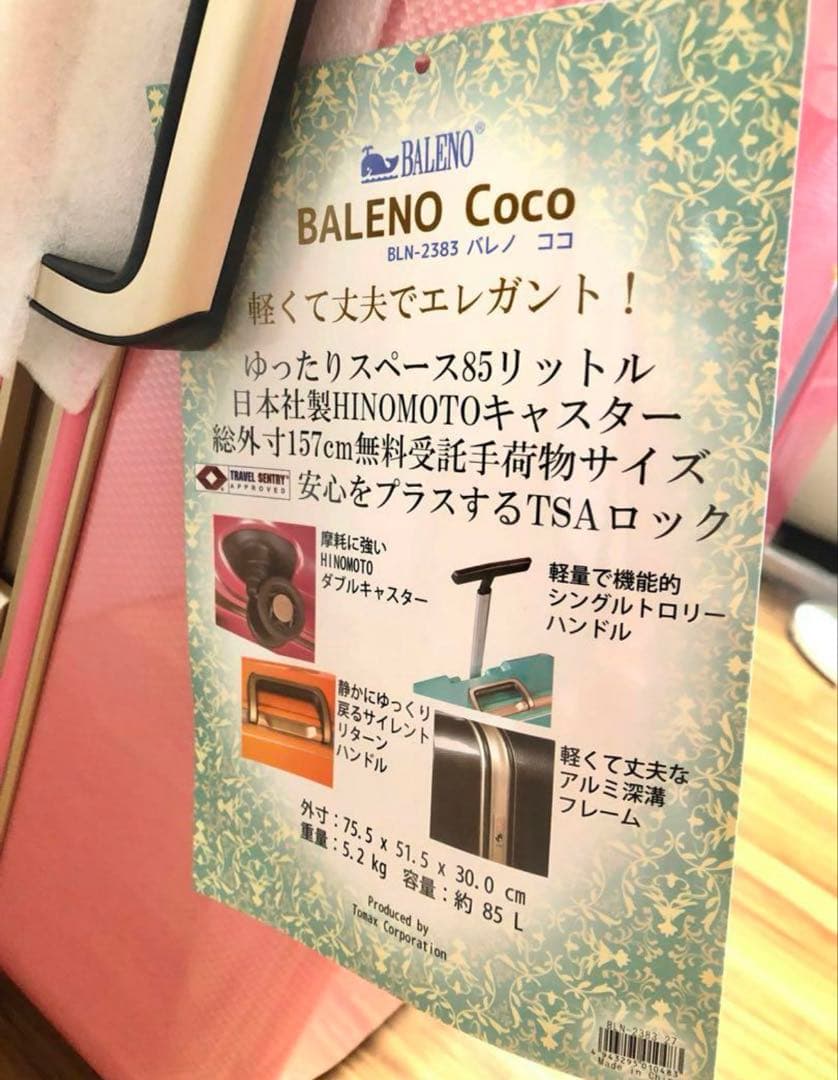 BALENO®
BALENO Coco
BLN-2383 バレノ ココ
軽くて丈夫でエレガント！
ゆったりスペース85リットル
日本社製HINOMOTOキャスター
総外寸157cm無料受託手荷物サイズ
TRAVEL SENTRY®
APPROVED
安心をプラスするTSAロック
摩耗に強い
HINOMOTO
ダブルキャスター
軽量で機能的
シングルトロリー
ハンドル
静かにゆっくり
戻るサイレント
リターン
ハンドル
軽くて丈夫な
アルミ深溝
フレーム
外寸：75.5 x 51.5 x 30.0 cm
重量：5.2 kg 容量：約 85 L
Produced by
Tomax Corporation
BLN-2383 27
4943295010483
Made in China